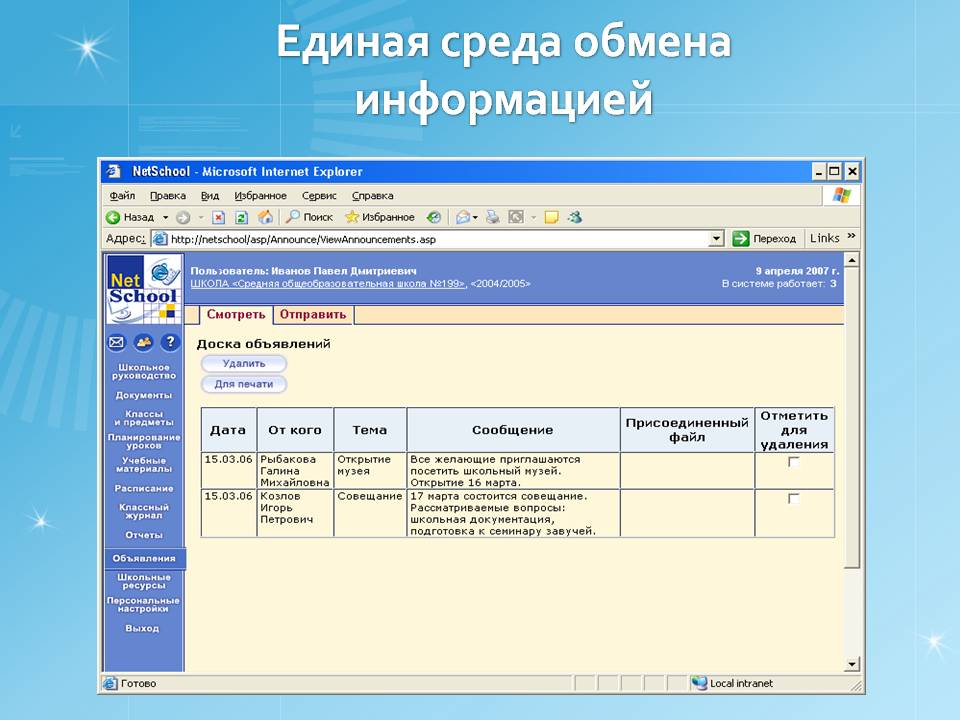 Единая среда обмена
информацией
NetSchool - Microsoft Internet Explorer
Файл Правка Вид Избранное Сервис Справка
Назад Поиск Избранное
Адрес: http://netschool/asp/Announce/ViewAnnouncements.asp Переход Links »
Net
School
Пользователь: Иванов Павел Дмитриевич 9 апреля 2007 г.
ШКОЛА <Средняя общеобразовательная школа №199>, <2004/2005> В системе работает: 3
Смотреть Отправить
?
Школьное
руководство
Документы
Классы
и предметы
Планирование
уроков
Учебные
материалы
Расписание
Классный
журнал
Отчеты
Объявления
Школьные
ресурсы
Персональные
настройки
Выход
Доска объявлений
Удалить
Для печати
Дата От кого Тема Сообщение Присоединенный
файл Отметить
для
удаления
15.03.06 Рыбакова
Галина
Михайловна Открытие
музея Все желающие приглашаются
посетить школьный музей.
Открытие 16 марта.
15.03.06 Козлов
Игорь
Петрович Совещание 17 марта состоится совещание.
Рассматриваемые вопросы:
школьная документация,
подготовка к семинару завучей.
Готово Local intranet